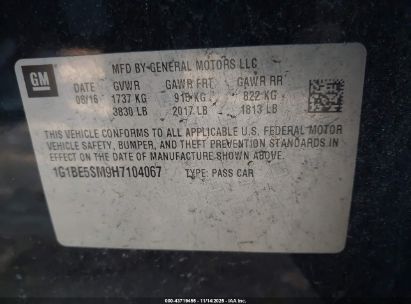 GM
MFD BY GENERAL MOTORS LLC
DATE GVWR GAWR FRT GAWR RR
08/16 1737 KG 915 KG 822 KG
3830 LB 2017 LB 1813 LB
THIS VEHICLE CONFORMS TO ALL APPLICABLE U.S. FEDERAL MOTOR
VEHICLE SAFETY, BUMPER, AND THEFT PREVENTION STANDARDS
IN EFFECT ON THE DATE OF MANUFACTURE SHOWN ABOVE.
1G1BE5SM9H7104067 TYPE: PASS CAR